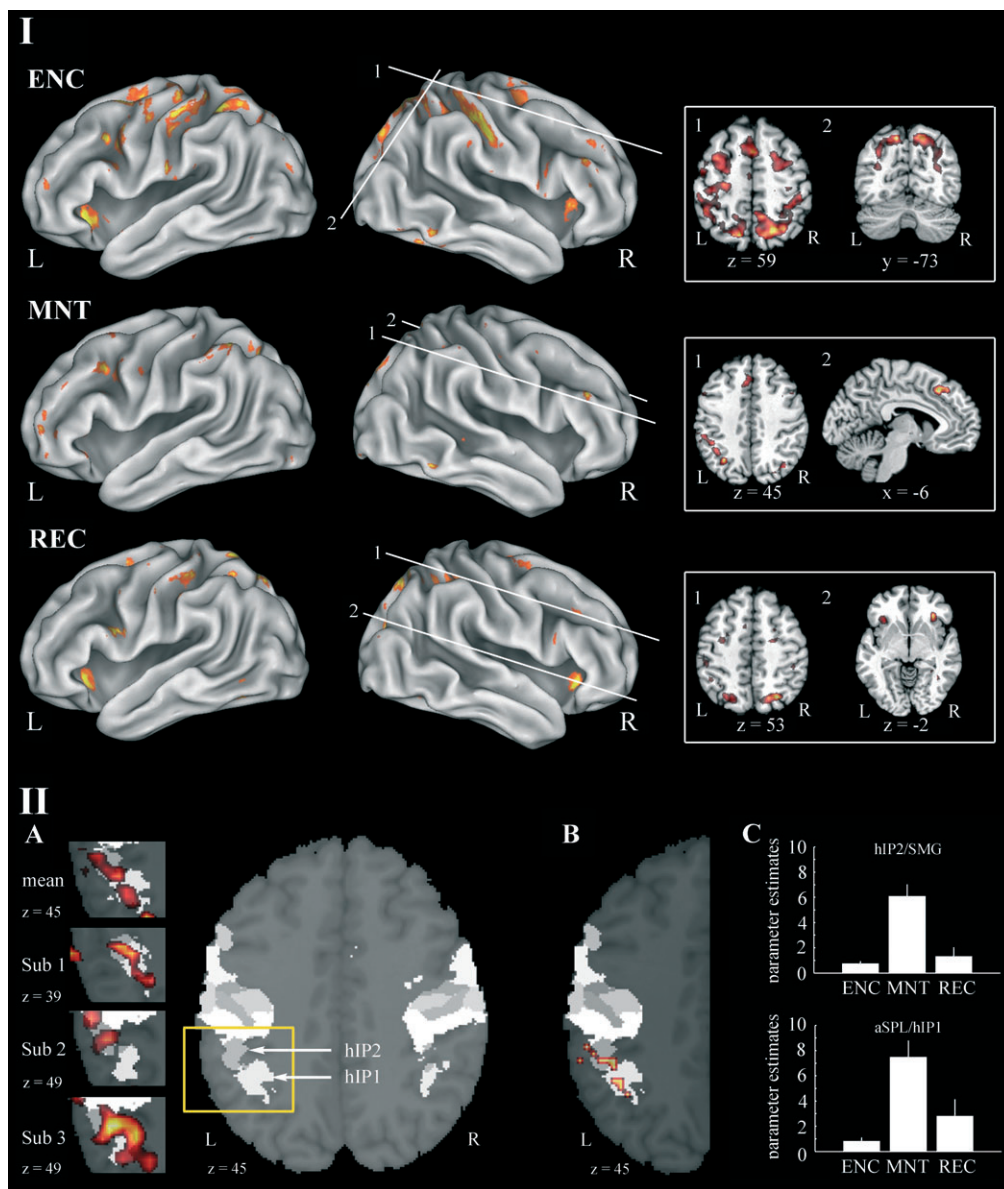 I
ENC
1
2
L
R
1
2
L
R
z = 59
y = -73
MNT
2
1
L
R
1
2
L
R
z = 45
x = -6
REC
1
2
L
R
1
2
L
R
L
R
z = 53
z = -2
II
A
mean
z = 45
Sub 1
z = 39
Sub 2
z = 49
Sub 3
z = 49
hIP2
hIP1
L
R
z = 45
B
L
z = 45
C
parameter estimates
10
8
6
4
2
0
hIP2/SMG
ENC MNT REC
parameter estimates
10
8
6
4
2
0
aSPL/hIP1
ENC MNT REC